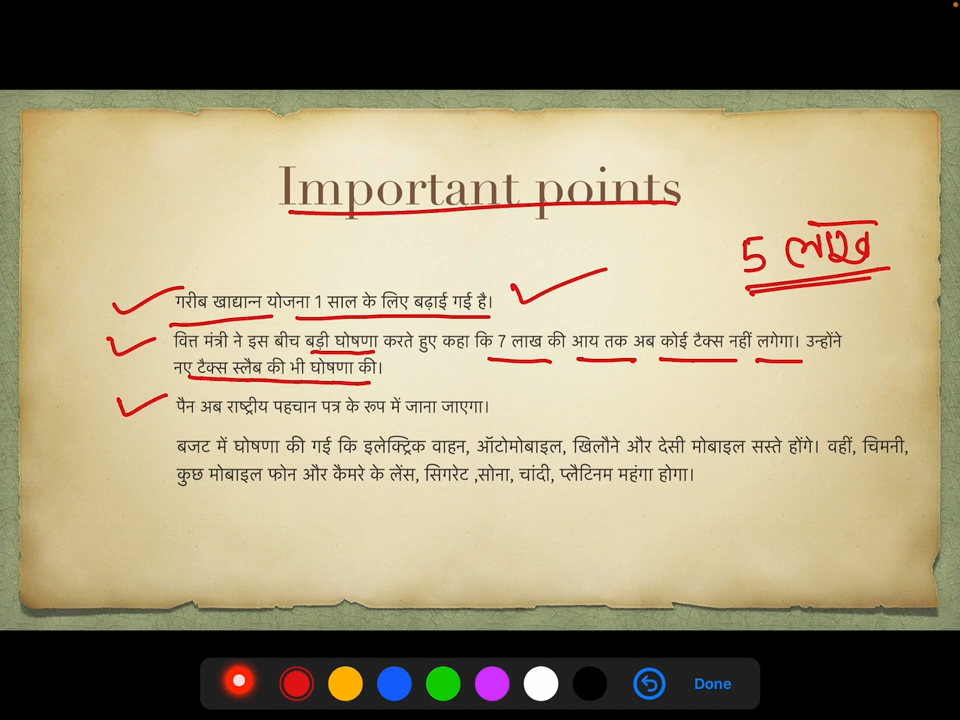 Important points
5 लाख
गरीब खाद्यान्न योजना 1 साल के लिए बढ़ाई गई है।
वित्त मंत्री ने इस बीच बड़ी घोषणा करते हुए कहा कि 7 लाख की आय तक अब कोई टैक्स नहीं लगेगा। उन्होंने
नए टैक्स स्लैब की भी घोषणा की।
पैन अब राष्ट्रीय पहचान पत्र के रूप में जाना जाएगा।
बजट में घोषणा की गई कि इलेक्ट्रिक वाहन, ऑटोमोबाइल, खिलौने और देसी मोबाइल सस्ते होंगे। वहीं, चिमनी,
कुछ मोबाइल फोन और कैमरे के लेंस, सिगरेट ,सोना, चांदी, प्लैटिनम महंगा होगा।
Done